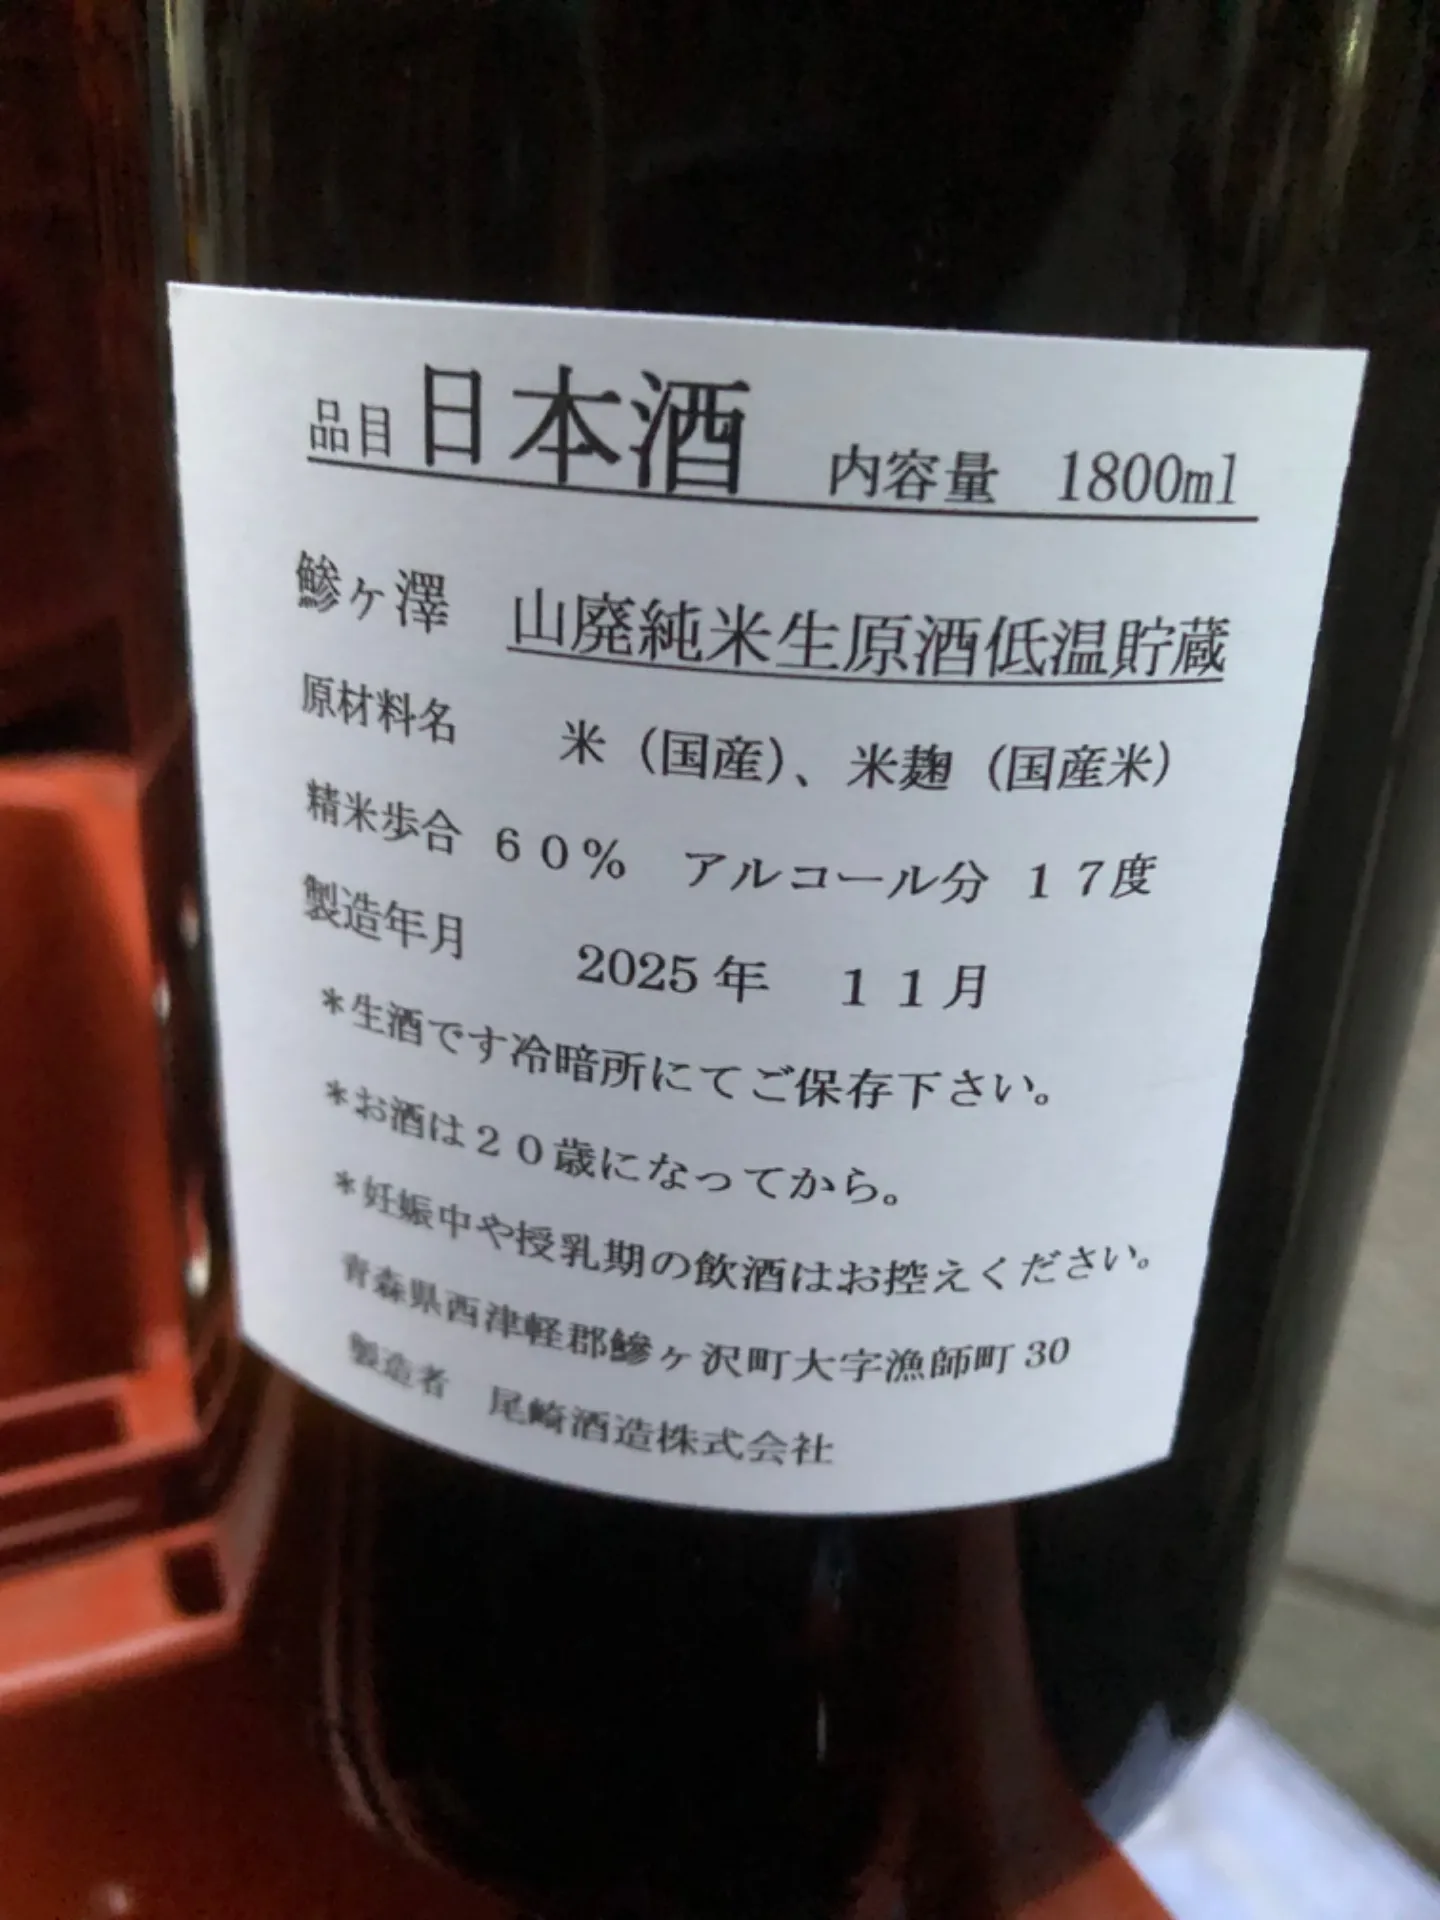 品目 日本酒 内容量 1800ml
鰺ヶ澤 山廃純米生原酒低温貯蔵
原材料名 米（国産）、米麹（国産米）
精米歩合 ６０% アルコール分 １７度
製造年月 2025年 １１月
*生酒です冷暗所にてご保存下さい。
*お酒は２０歳になってから。
*妊娠中や授乳期の飲酒はお控えください。
青森県西津軽郡鰺ヶ沢町大字漁師町30
製造者 尾崎酒造株式会社